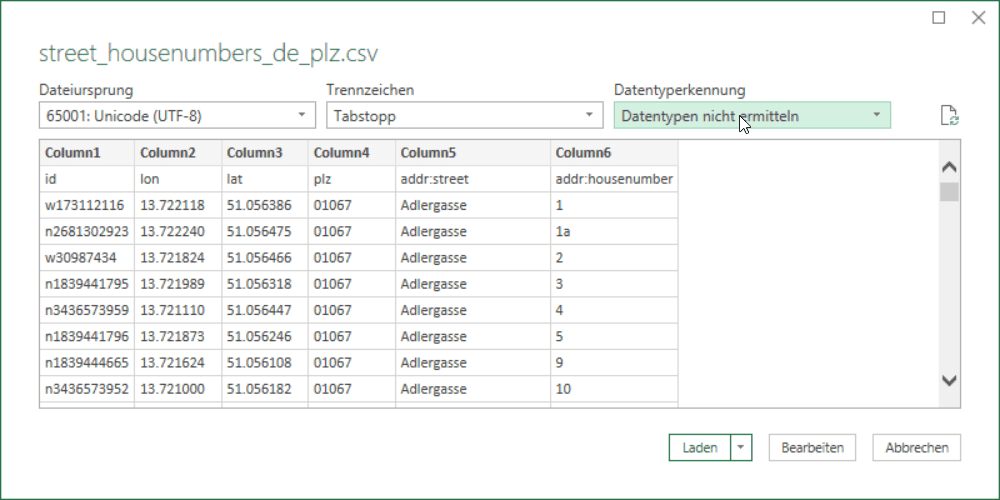 street_housenumbers_de_plz.csv
Dateiursprung Trennzeichen Datentyperkennung
65001: Unicode (UTF-8) Tabstopp Datentypen nicht ermitteln
Column1 Column2 Column3 Column4 Column5 Column6
id lon lat plz addr:street addr:housenumber
w173112116 13.722118 51.056386 01067 Adlergasse 1
n2681302923 13.722240 51.056475 01067 Adlergasse 1a
w30987434 13.721824 51.056466 01067 Adlergasse 2
n1839441795 13.721989 51.056318 01067 Adlergasse 3
n3436573959 13.721110 51.056447 01067 Adlergasse 4
n1839441796 13.721873 51.056246 01067 Adlergasse 5
n1839444665 13.721624 51.056108 01067 Adlergasse 9
n3436573952 13.721000 51.056182 01067 Adlergasse 10
Laden Bearbeiten Abbrechen